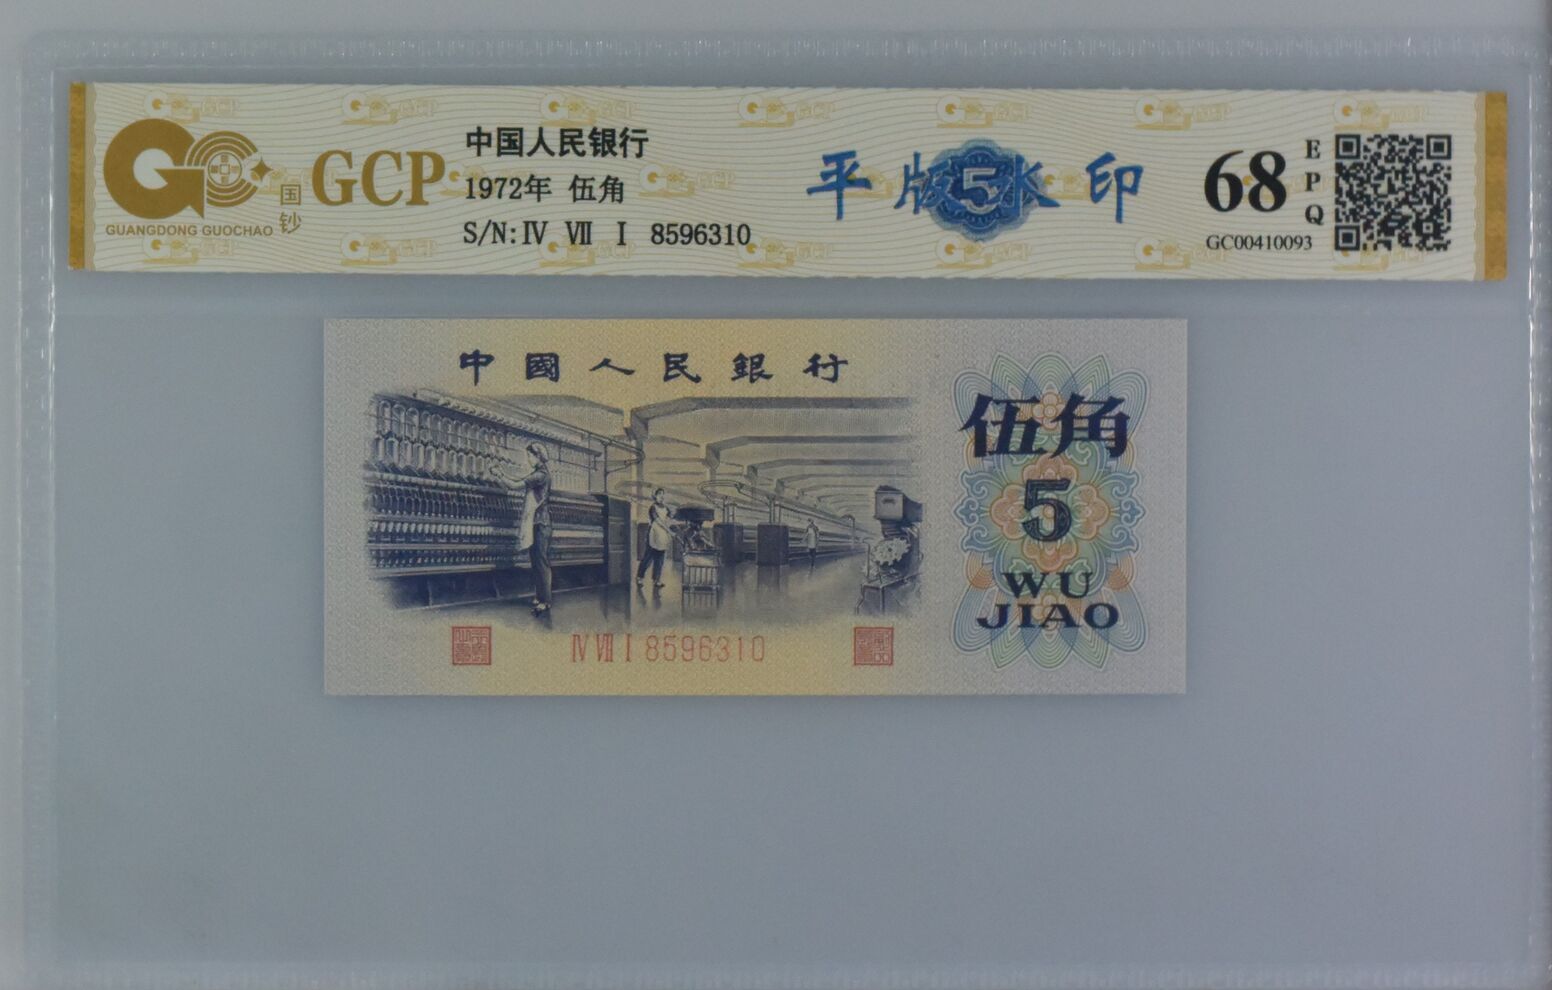 GCP
国钞
GUANGDONG GUOCHAO
中国人民银行
1972年 伍角
S/N: Ⅳ Ⅶ Ⅰ 8596310
平版5水印
68
EPQ
GC00410093
中國人民銀行
伍角
5
WU
JIAO
Ⅳ Ⅶ Ⅰ 8596310